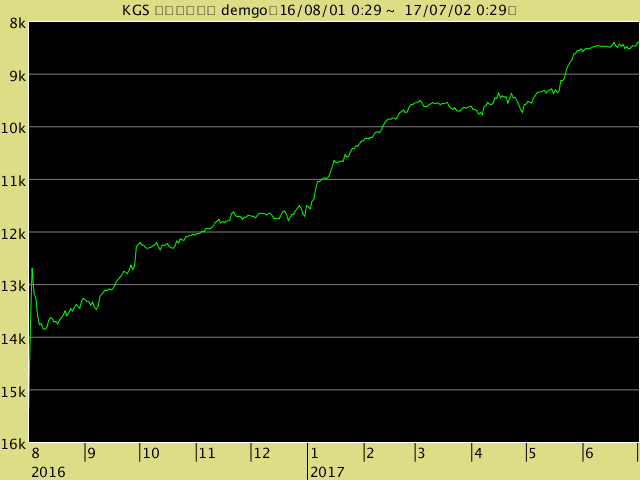 KGS □□□□□□ demgo□16/08/01 0:29 ~ 17/07/02 0:29□
8k
9k
10k
11k
12k
13k
14k
15k
16k
8 9 10 11 12 1 2 3 4 5 6
2016 2017